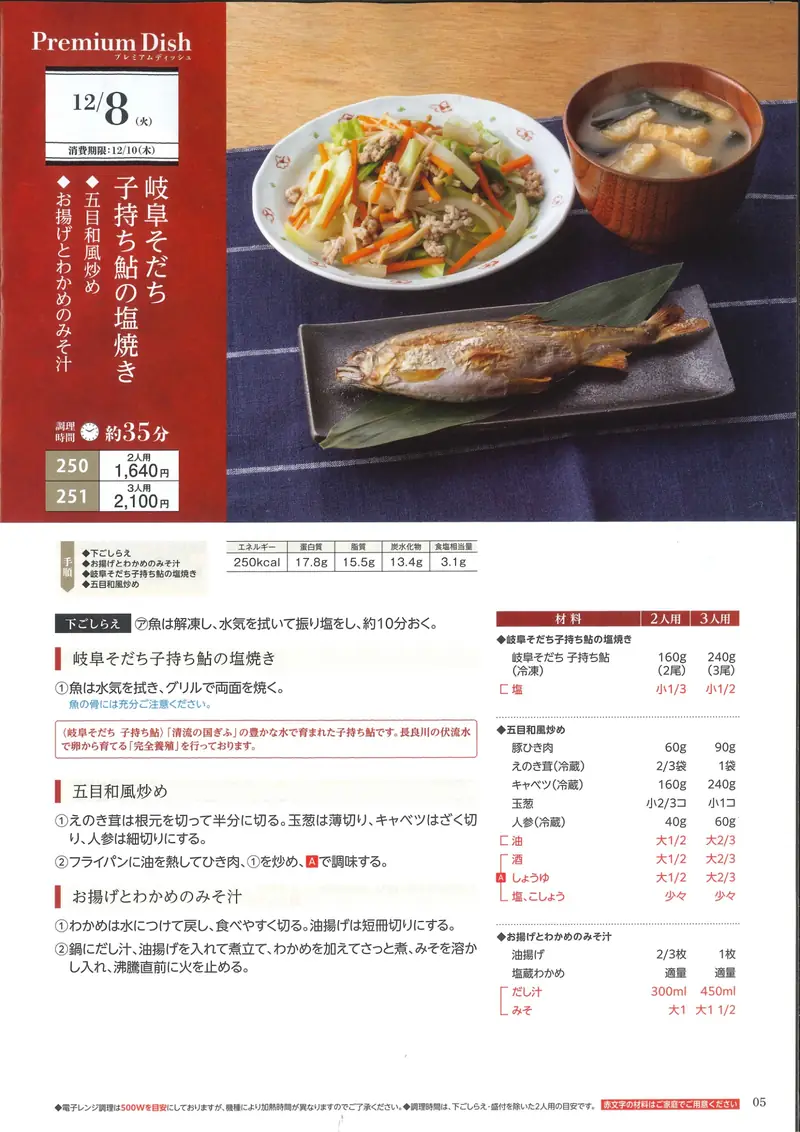 Premium Dish
プレミアムディッシュ
12/8(火)
消費期限:12/10(木)
岐阜そだち
子持ち鮎の塩焼き
◆五目和風炒め
◆お揚げとわかめのみそ汁
調理時間 約35分
250 2人用 1,640円
251 3人用 2,100円
手順
◆下ごしらえ
◆お揚げとわかめのみそ汁
◆岐阜そだち子持ち鮎の塩焼き
◆五目和風炒め
エネルギー 蛋白質 脂質 炭水化物 食塩相当量
250kcal 17.8g 15.5g 13.4g 3.1g
下ごしらえ ㋐魚は解凍し、水気を拭いて振り塩をし、約10分おく。
岐阜そだち子持ち鮎の塩焼き
①魚は水気を拭き、グリルで両面を焼く。
魚の骨には充分ご注意ください。
〈岐阜そだち 子持ち鮎〉「清流の国ぎふ」の豊かな水で育まれた子持ち鮎です。長良川の伏流水
で卵から育てる「完全養殖」を行っております。
五目和風炒め
①えのき茸は根元を切って半分に切る。玉葱は薄切り、キャベツはざく切
り、人参は細切りにする。
②フライパンに油を熱してひき肉、①を炒め、Aで調味する。
お揚げとわかめのみそ汁
①わかめは水につけて戻し、食べやすく切る。油揚げは短冊切りにする。
②鍋にだし汁、油揚げを入れて煮立て、わかめを加えてさっと煮、みそを溶か
し入れ、沸騰直前に火を止める。
材料 2人用 3人用
◆岐阜そだち子持ち鮎の塩焼き
岐阜そだち 子持ち鮎 160g 240g
(冷凍) (2尾) (3尾)
塩 小1/3 小1/2
◆五目和風炒め
豚ひき肉 60g 90g
えのき茸(冷蔵) 2/3袋 1袋
キャベツ(冷蔵) 160g 240g
玉葱 小2/3コ 小1コ
人参(冷蔵) 40g 60g
油 大1/2 大2/3
酒 大1/2 大2/3
A しょうゆ 大1/2 大2/3
塩、こしょう 少々 少々
◆お揚げとわかめのみそ汁
油揚げ 2/3枚 1枚
塩蔵わかめ 適量 適量
だし汁 300ml 450ml
みそ 大1 大1 1/2
◆電子レンジ調理は500Wを目安にしておりますが、機種により加熱時間が異なりますのでご了承ください。◆調理時間は、下ごしらえ・盛付を除いた2人用の目安です。 赤文字の材料はご家庭でご用意ください 05